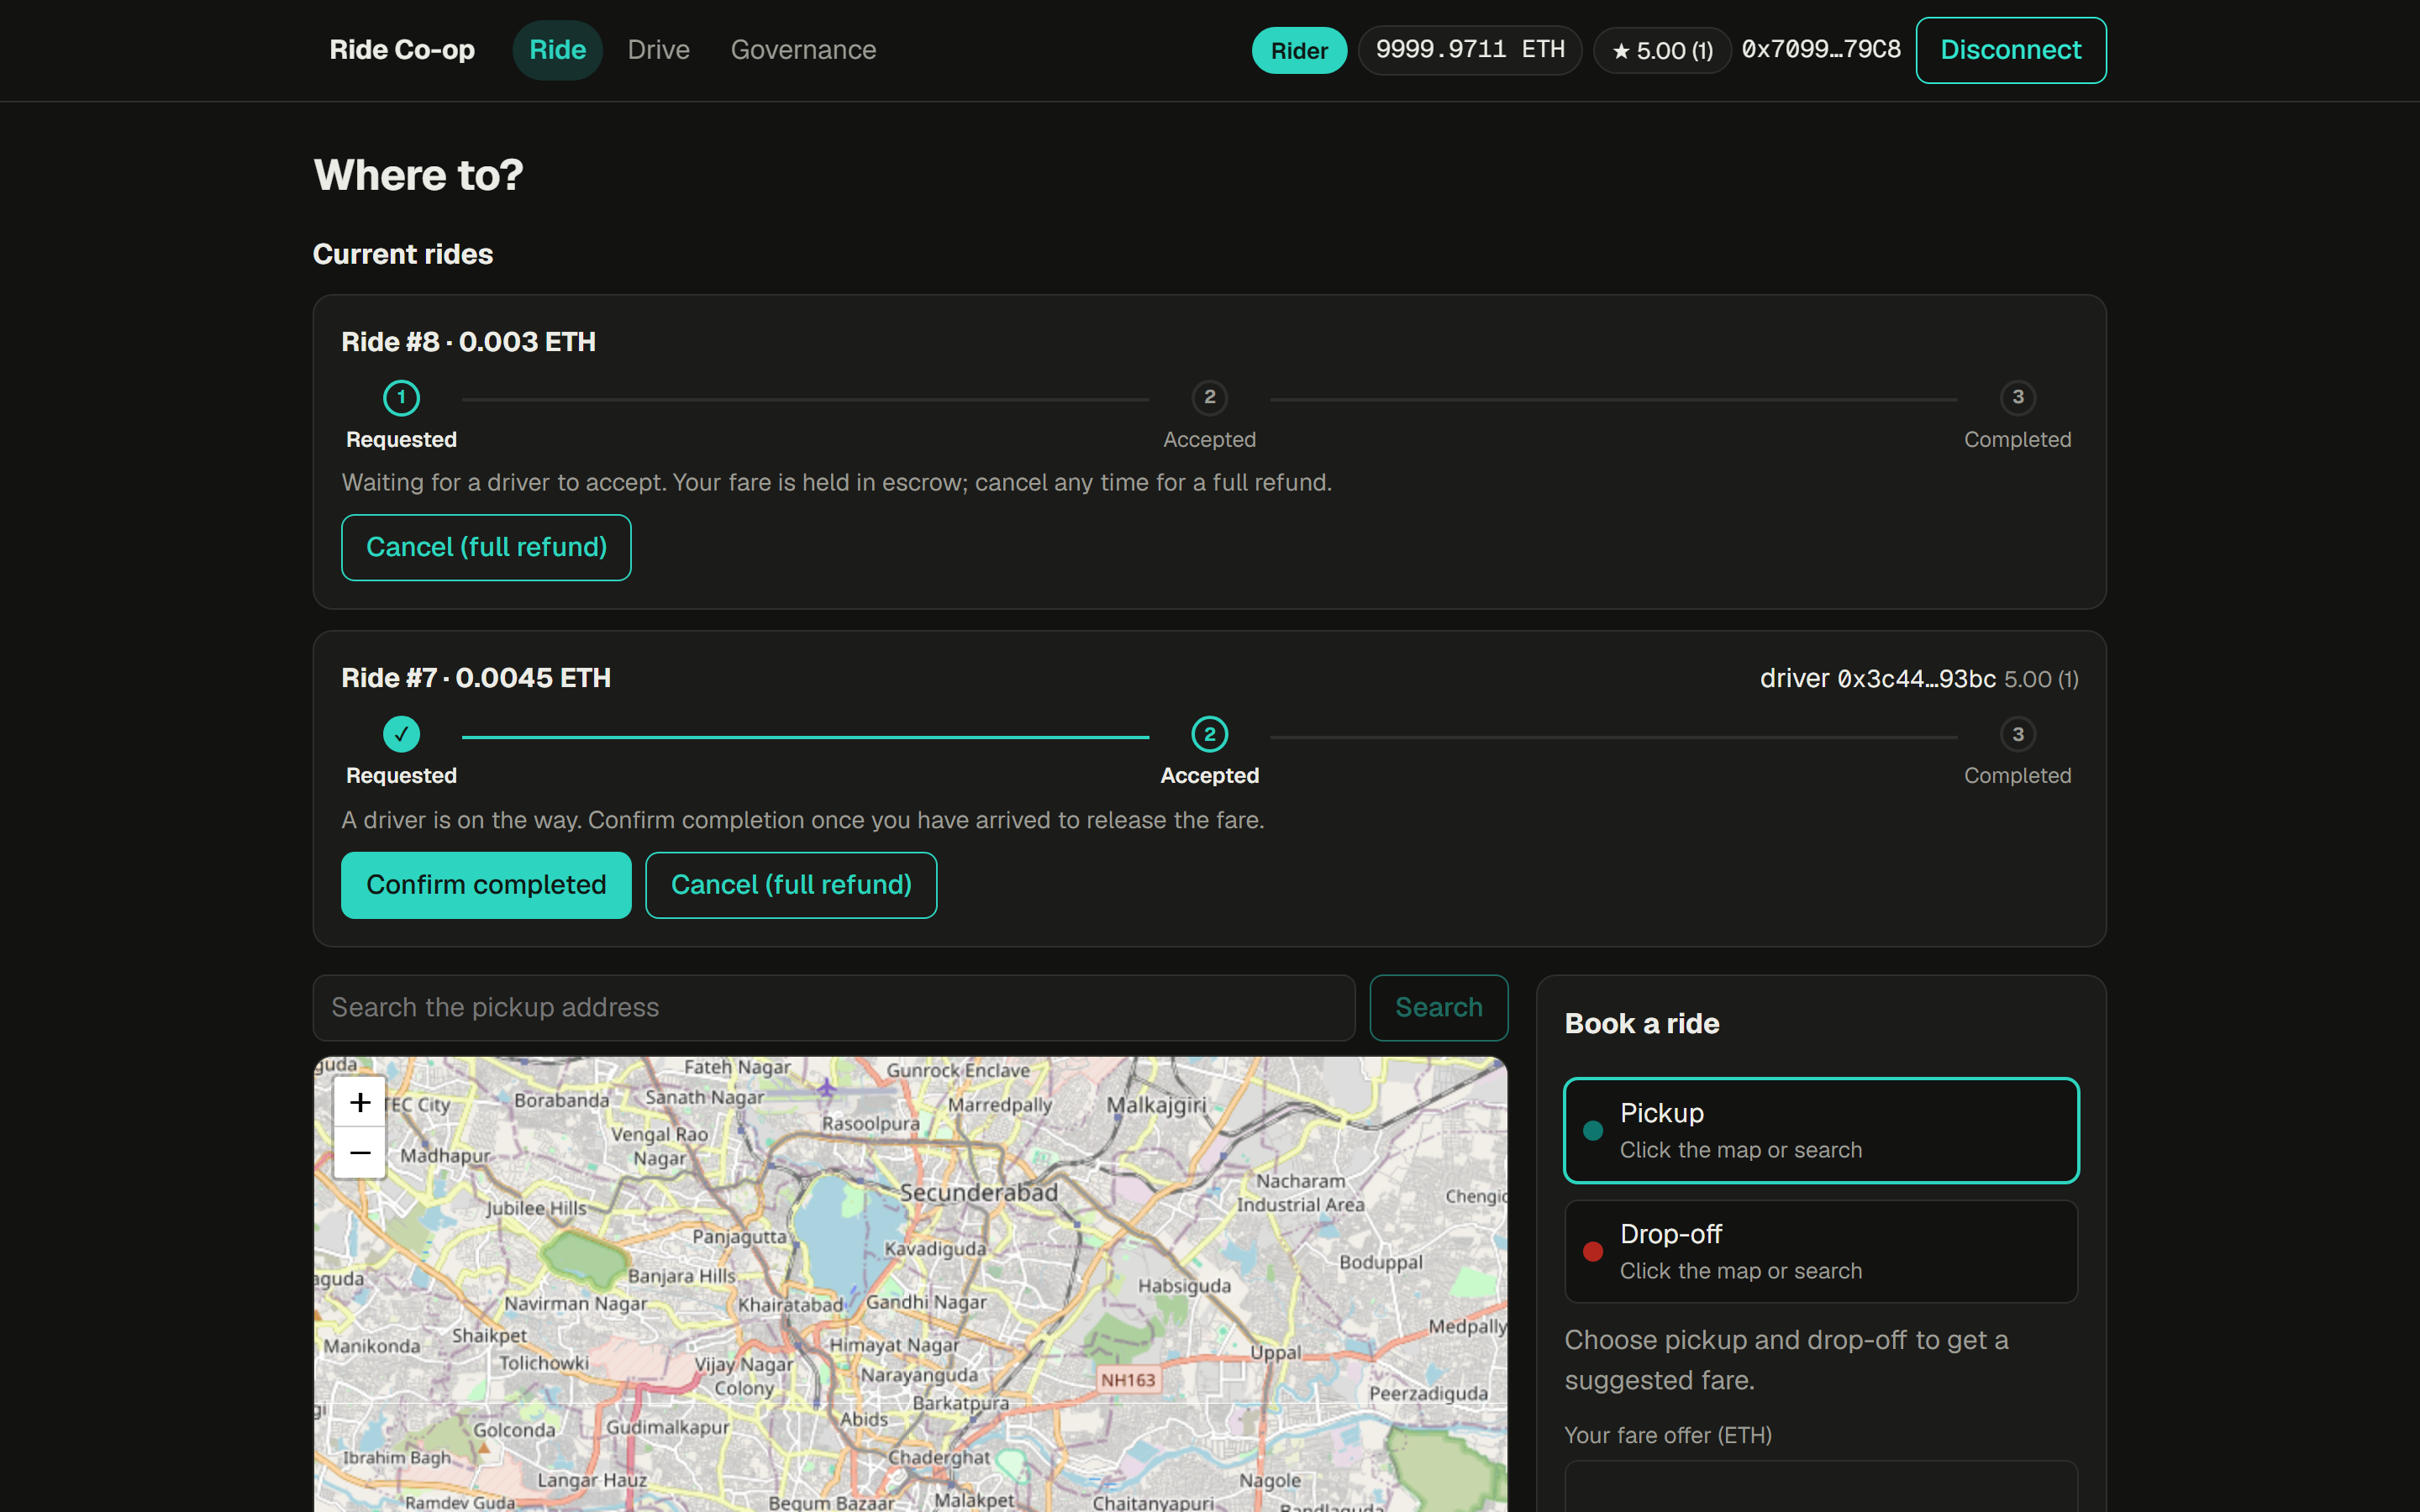 Ride Co-op
Ride
Drive
Governance
Rider
9999.9711 ETH
★ 5.00 (1)
0x7099…79C8
Disconnect
Where to?
Current rides
Ride #8 · 0.003 ETH
1
2
3
Requested
Accepted
Completed
Waiting for a driver to accept. Your fare is held in escrow; cancel any time for a full refund.
Cancel (full refund)
Ride #7 · 0.0045 ETH
driver 0x3c44…93bc 5.00 (1)
✓
2
3
Requested
Accepted
Completed
A driver is on the way. Confirm completion once you have arrived to release the fare.
Confirm completed
Cancel (full refund)
Search the pickup address
Search
+
−
guda
Fateh Nagar
Gunrock Enclave
TEC City
Borabanda
Sanath Nagar
Marredpally
Malkajgiri
Rasoolpura
Vengal Rao
Nagar
Madhapur
Secunderabad
Nacharam
Industrial Area
Chengic
Jubilee Hills
Panjagutta
Kavadiguda
Boduppal
aguda
Banjara Hills
Habsiguda
Navirman Nagar
Khairatabad
Gandhi Nagar
Medpally
Manikonda
Shaikpet
Himayat Nagar
Tolichowki
Vijay Nagar
Colony
Uppal
Narayanguda
NH163
Peerzadiguda
Barkatpura
gi
Golconda
Gudimalkapur
Abids
Ibrahim Bagh
Chaderghat
Langar Hauz
Nagole
Ramdev Guda
Begum Bazaar
Malakpet
Chaitanyapuri
Bandlaguda
Book a ride
Pickup
Click the map or search
Drop-off
Click the map or search
Choose pickup and drop-off to get a
suggested fare.
Your fare offer (ETH)